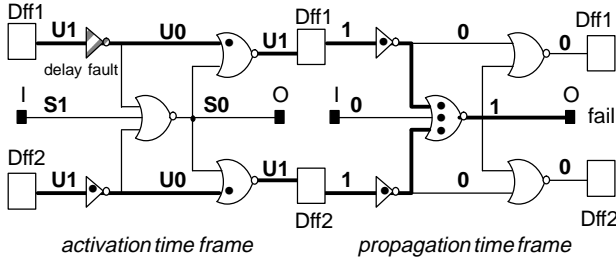 Dff1 U1 U0 U1 Dff1 1 0 0 Dff1
delay fault
I S1 S0 O I 0 1 O fail
Dff2 U1 U0 U1 Dff2 1 0 0 Dff2
activation time frame propagation time frame